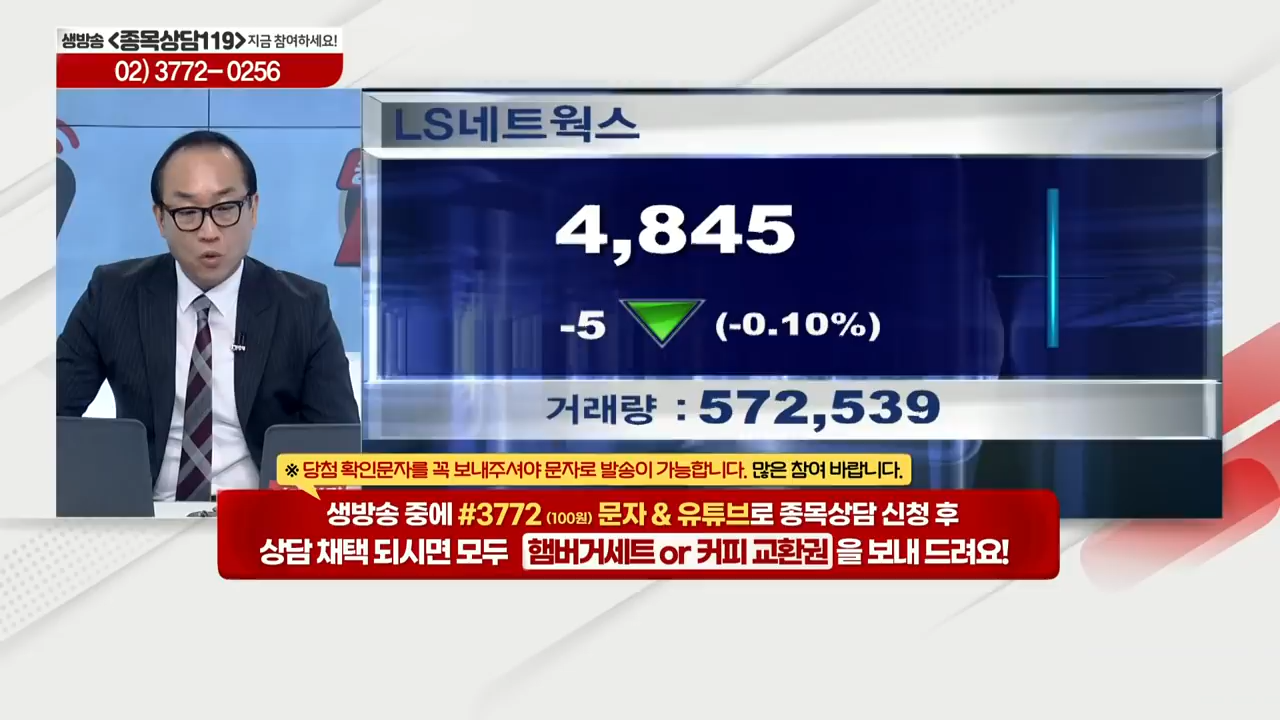 생방송 <종목상담119> 지금 참여하세요!
02) 3772-0256
LS네트웍스
4,845
-5 (-0.10%)
거래량 : 572,539
※ 당첨 확인문자를 꼭 보내주셔야 문자로 발송이 가능합니다. 많은 참여 바랍니다.
생방송 중에 #3772 (100원) 문자 & 유튜브로 종목상담 신청 후
상담 채택 되시면 모두 햄버거세트 or 커피 교환권 을 보내 드려요!